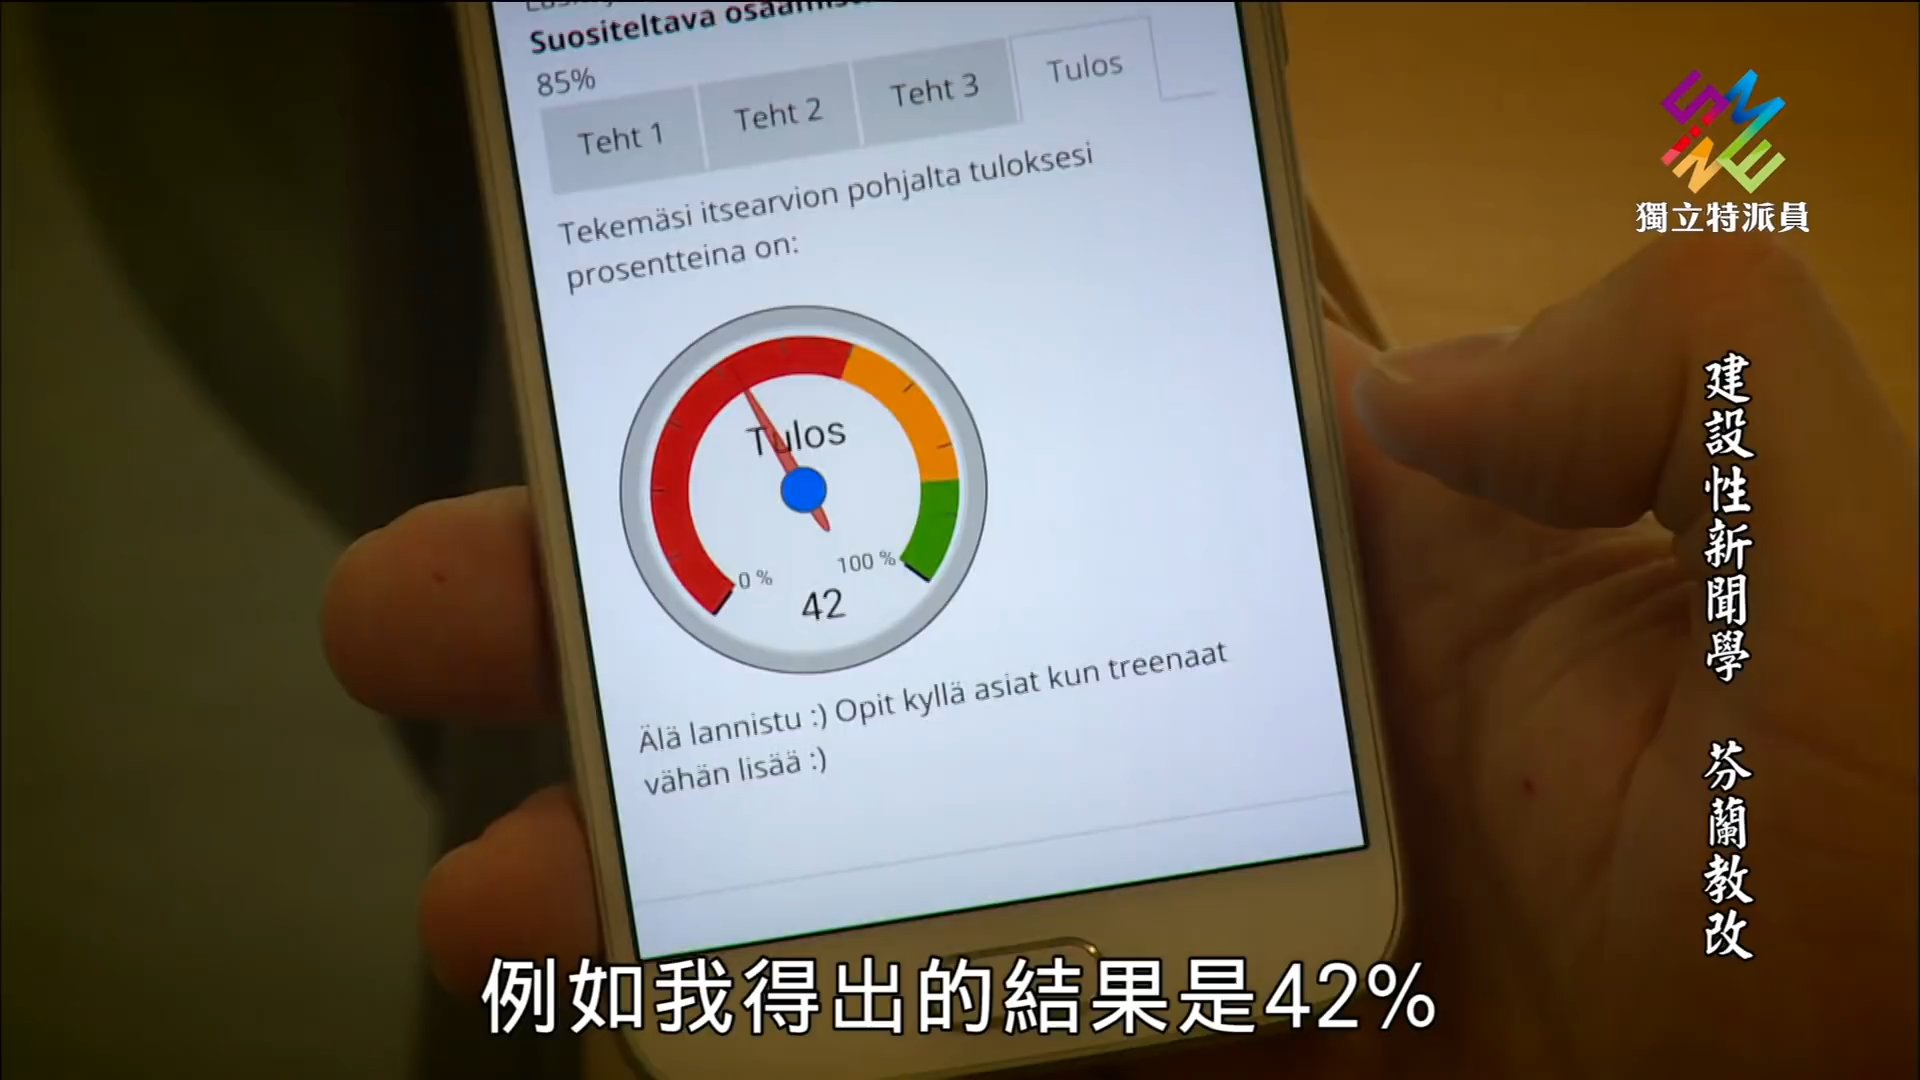 Suositeltava
85%
Teht 1
Teht 2
Teht 3
Tulos
Tekemäsi itsearvion pohjalta tuloksesi
prosentteina on:
Tulos
0 %
100 %
42
Älä lannistu :) Opit kyllä asiat kun treenaat
vähän lisää :)
INSIME
獨立特派員
建設性新聞學 芬蘭教改
例如我得出的結果是42%